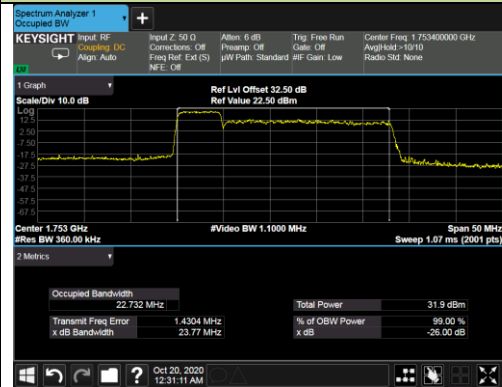 Spectrum Analyzer 1
Occupied BW
+
KEYSIGHT Input: RF Input Z: 50 Ω Atten: 6 dB Trig: Free Run Center Freq: 1.753400000 GHz
Coupling: DC Corrections: Off Preamp: Off Gate: Off Avg|Hold:>10/10
Align: Auto Freq Ref: Ext (S) µW Path: Standard #IF Gain: Low Radio Std: None
NFE: Off
LXI
1 Graph
Ref Lvl Offset 32.50 dB
Scale/Div 10.0 dB Ref Value 22.50 dBm
Log
12.5
2.50
-7.50
-17.5
-27.5
-37.5
-47.5
-57.5
-67.5
Center 1.753 GHz #Video BW 1.1000 MHz Span 50 MHz
#Res BW 360.00 kHz Sweep 1.07 ms (2001 pts)
2 Metrics
Occupied Bandwidth
22.732 MHz Total Power 31.9 dBm
Transmit Freq Error 1.4304 MHz % of OBW Power 99.00 %
x dB Bandwidth 23.77 MHz x dB -26.00 dB
? Oct 20, 2020
12:31:11 AM